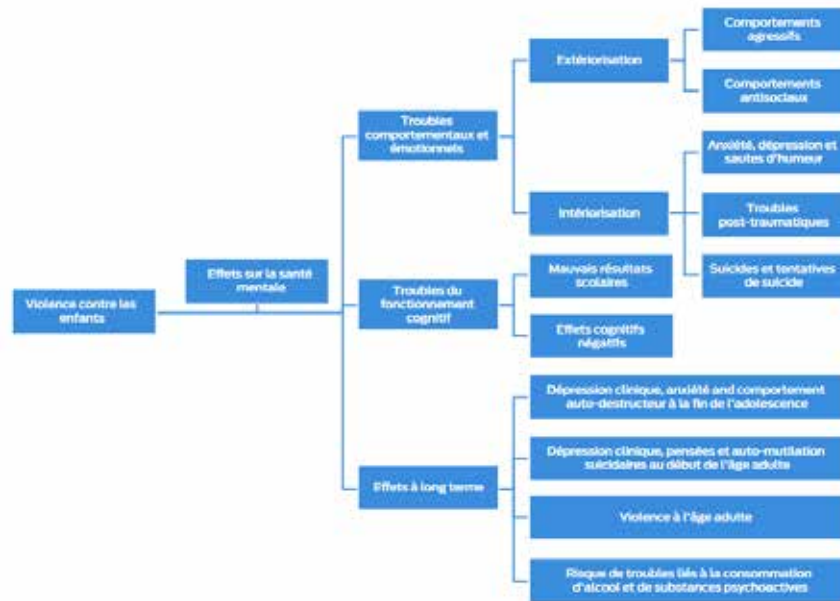 Violence contre les
enfants
Effets sur la santé
mentale
Troubles
comportementaux et
émotionnels
Extériorisation
Comportements
agressifs
Comportements
antisociaux
Intériorisation
Anxiété, dépression et
sautes d'humeur
Troubles
post-traumatiques
Suicides et tentatives
de suicide
Troubles du
fonctionnement
cognitif
Mauvais résultats
scolaires
Effets cognitifs
négatifs
Effets à long terme
Dépression clinique, anxiété and comportement
auto-destructeur à la fin de l'adolescence
Dépression clinique, pensées et auto-mutilation
suicidaires au début de l'âge adulte
Violence à l'âge adulte
Risque de troubles liés à la consommation
d'alcool et de substances psychoactives